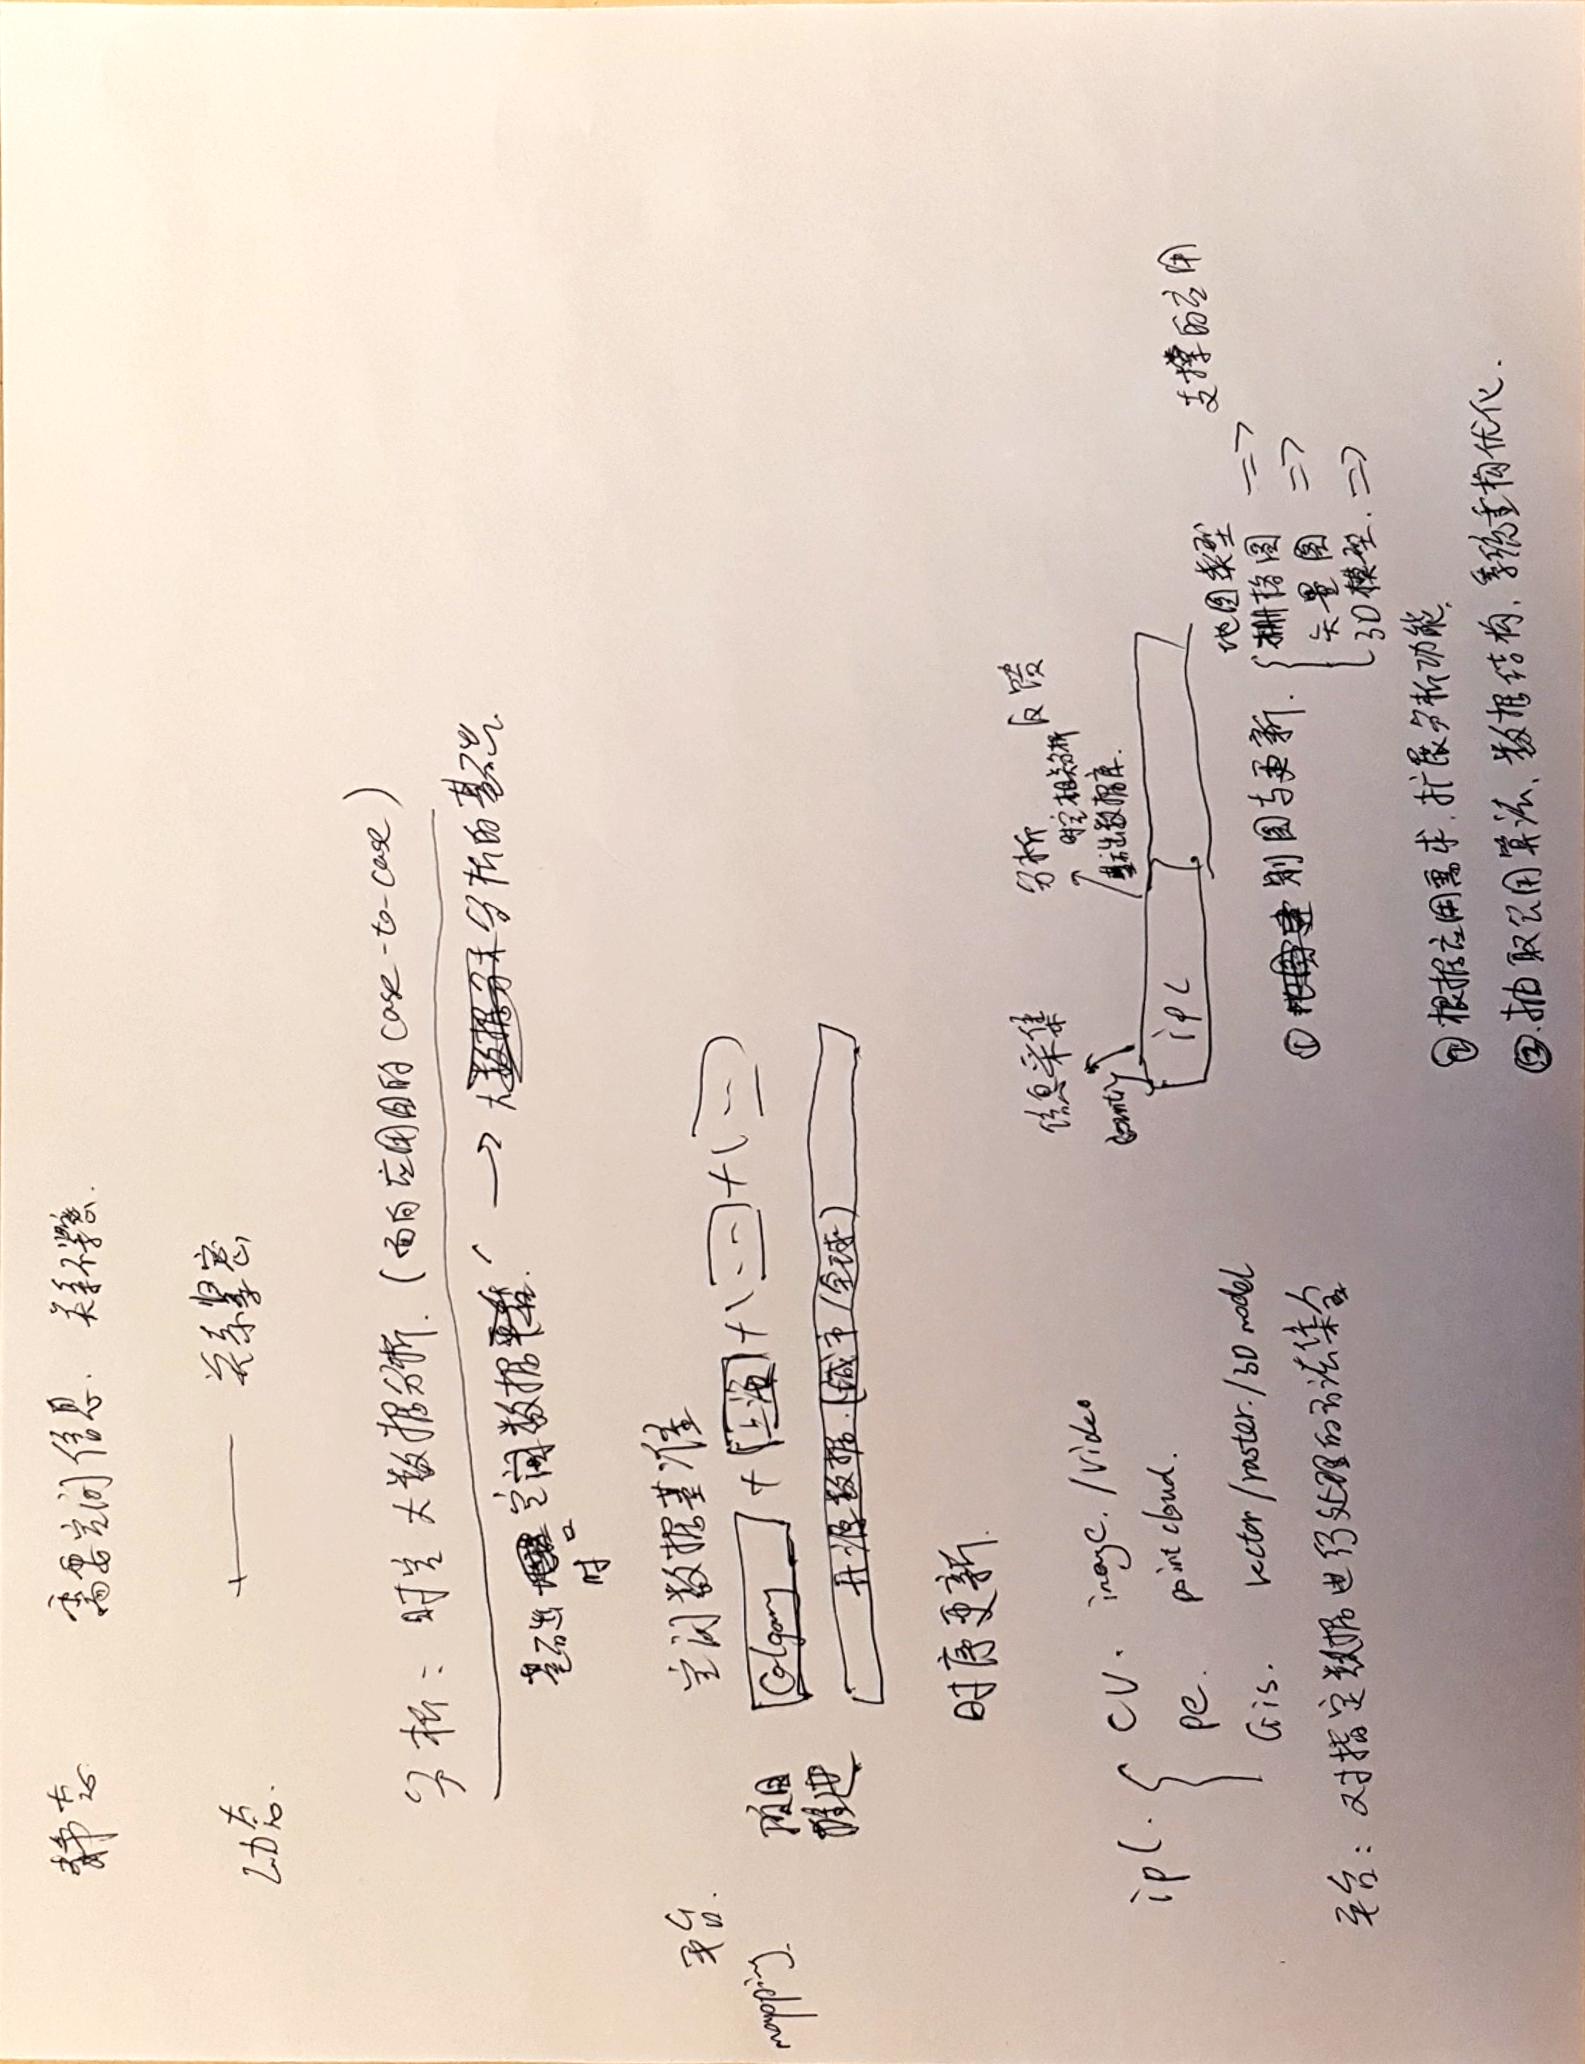 静态 需要空间信息. 关系不紧密.
动态. 关系紧密
分析: 时空大数据分析. (面向应用目的 case-to-case)
基础 空间数据 → 大 分析的基础.
时
平台. 空间数据基准
mapping 项目 Calgary + 上海 + (...) + (...)
推进 开源数据. (城市/全球)
时序更新.
信息采集 分析 反馈
时空相关分析
基础数据库.
ipl. CV. image. /Video
pc. point cloud.
Gis. vector/raster./3D model
平台: 对指定数据进行处理的方法集合
ipl
地图类型 支撑的应用
① 制图与更新. 栅格图 =>
矢量图 =>
3D模型. =>
② 根据应用需求, 扩展分析功能.
③. 抽取公用算法、数据结构, 系统重构优化.